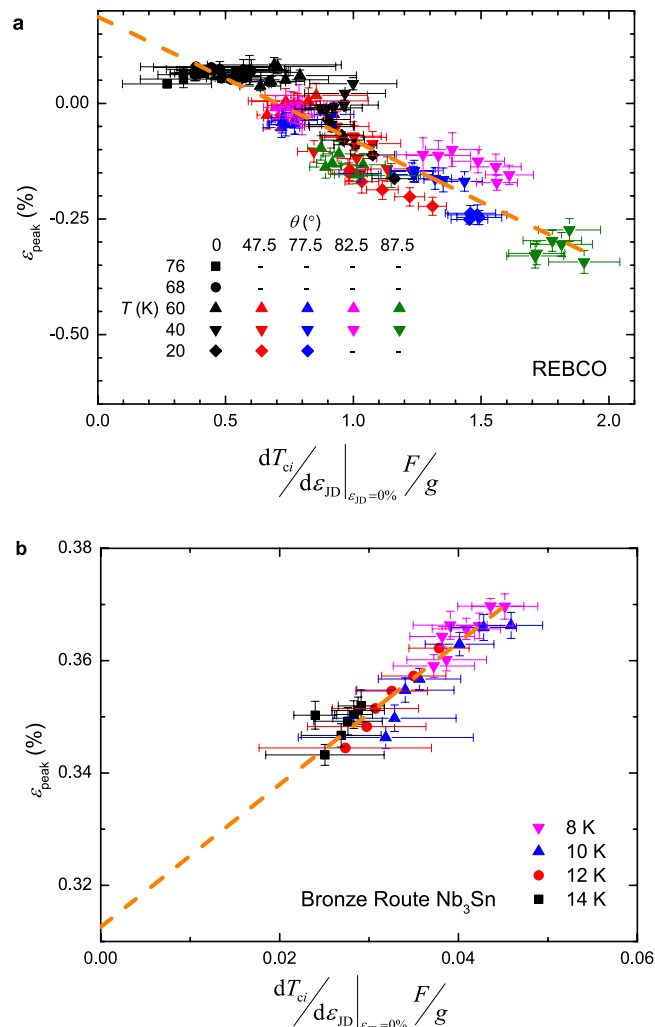 a
0.25
0.00
-0.25
-0.50
ε_peak (%)
θ (°)
0 47.5 77.5 82.5 87.5
76 - - - -
68 - - - -
T (K) 60
40
20 - -
REBCO
0.0 0.5 1.0 1.5 2.0
dT_ci/dε_JD|ε_JD=0% F/g
b
0.38
0.36
0.34
0.32
ε_peak (%)
8 K
10 K
12 K
14 K
Bronze Route Nb₃Sn
0.00 0.02 0.04 0.06
dT_ci/dε_JD| F/g